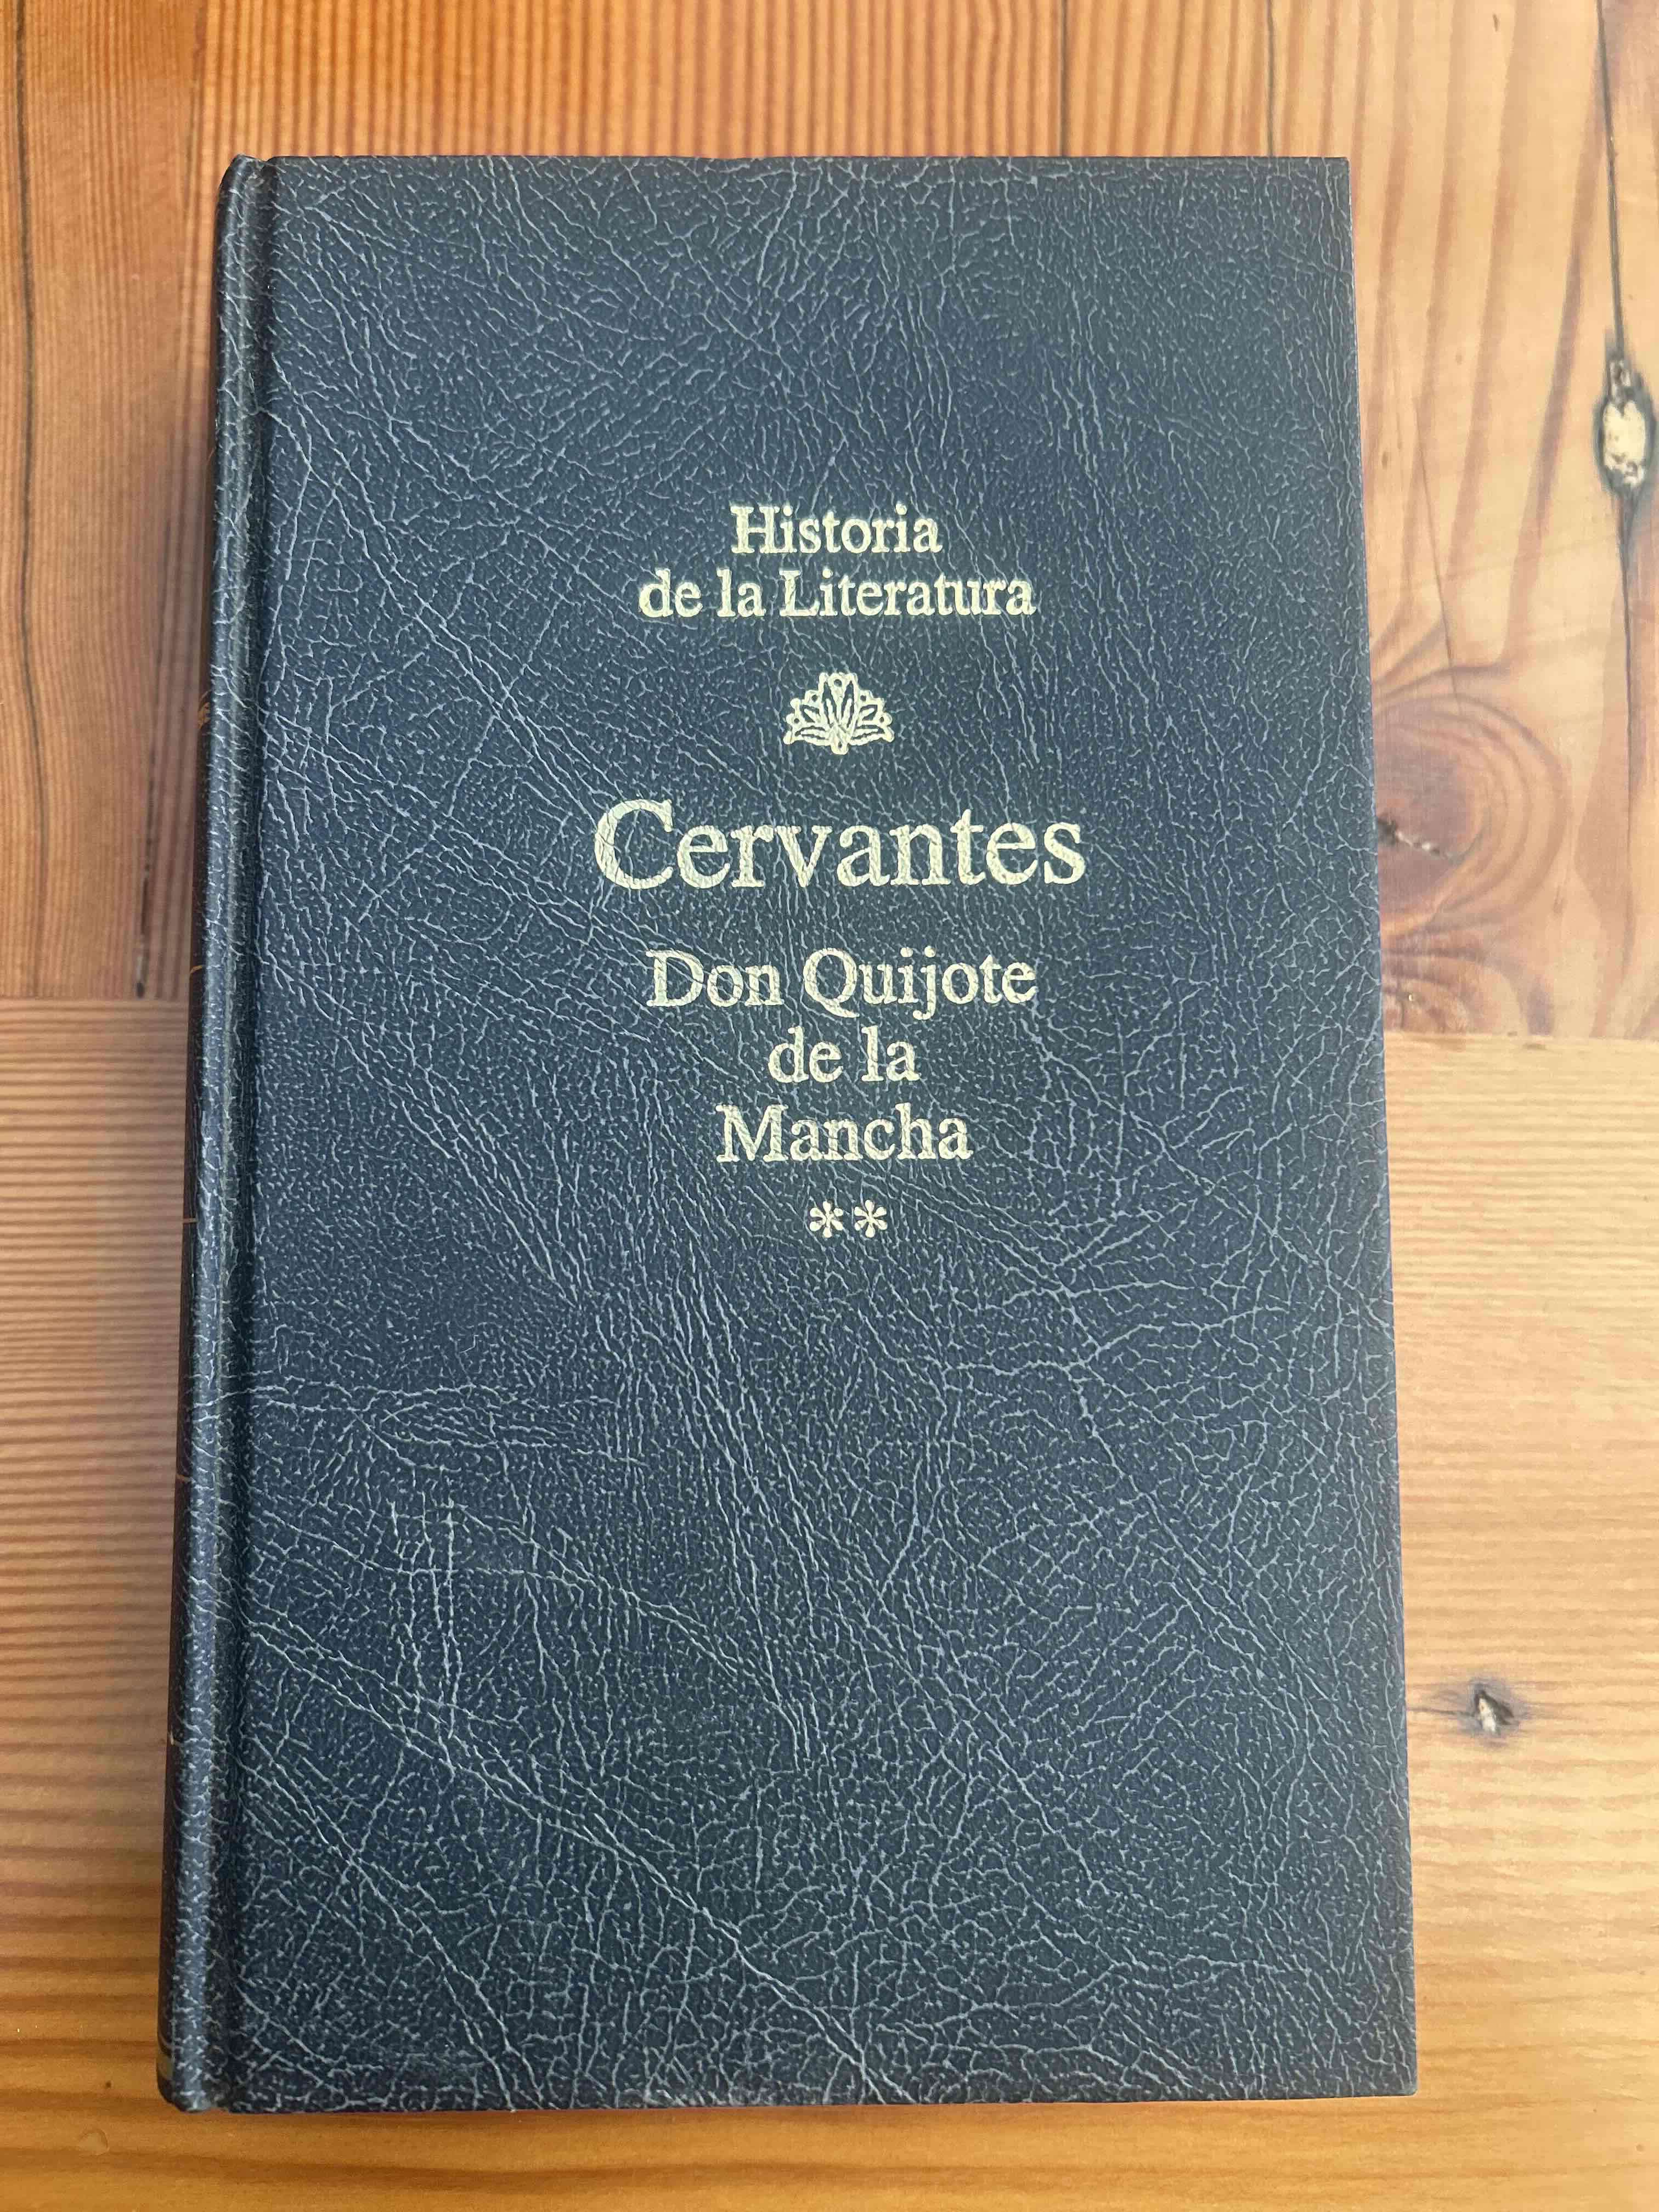 Historia
de la Literatura
Cervantes
Don Quijote
de la
Mancha
**